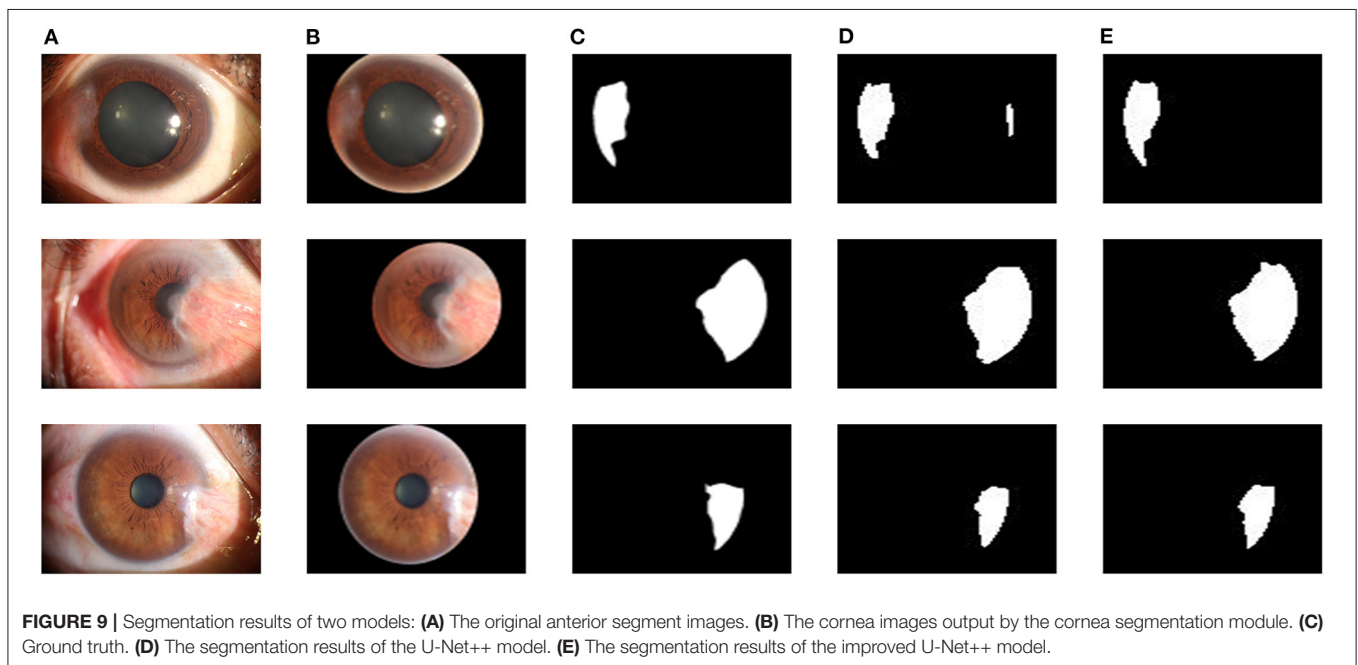 A B C D E
FIGURE 9 | Segmentation results of two models: (A) The original anterior segment images. (B) The cornea images output by the cornea segmentation module. (C)
Ground truth. (D) The segmentation results of the U-Net++ model. (E) The segmentation results of the improved U-Net++ model.